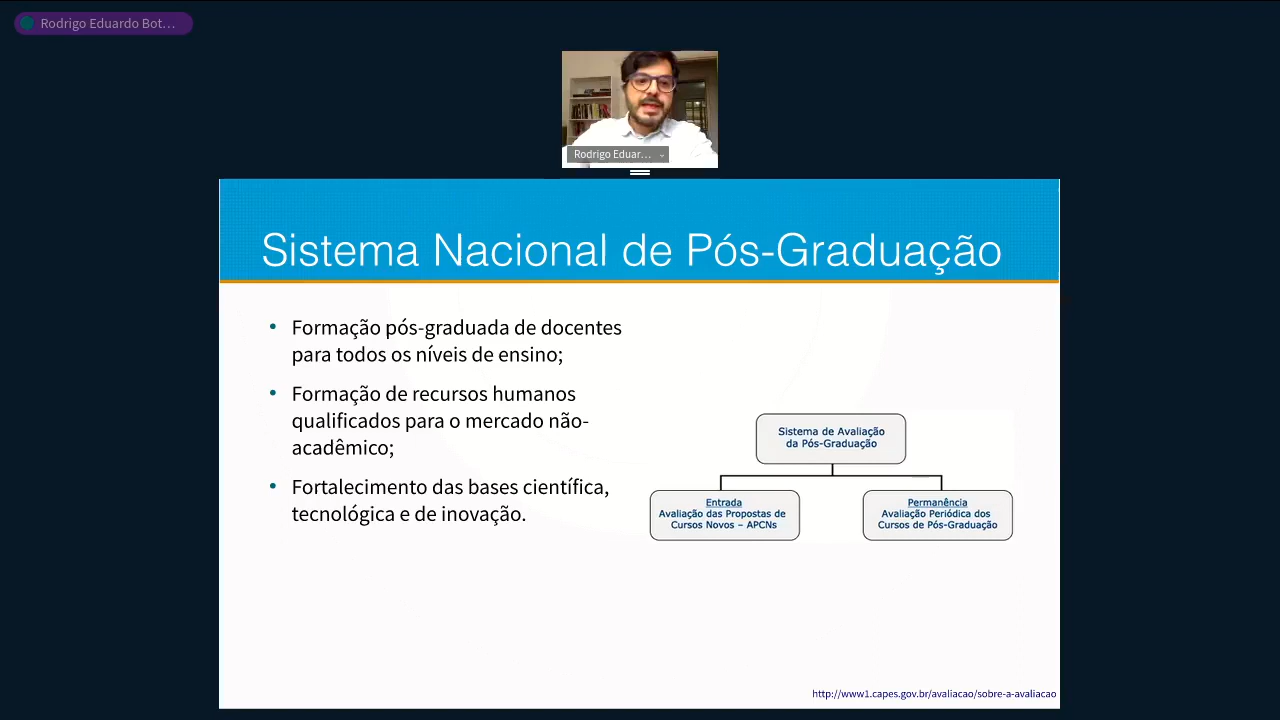 Rodrigo Eduardo Bot…
Rodrigo Eduar…
Sistema Nacional de Pós-Graduação
• Formação pós-graduada de docentes
para todos os níveis de ensino;
• Formação de recursos humanos
qualificados para o mercado não-
acadêmico;
• Fortalecimento das bases científica,
tecnológica e de inovação.
Sistema de Avaliação
da Pós-Graduação
Entrada
Avaliação das Propostas de
Cursos Novos – APCNs
Permanência
Avaliação Periódica dos
Cursos de Pós-Graduação
http://www1.capes.gov.br/avaliacao/sobre-a-avaliacao